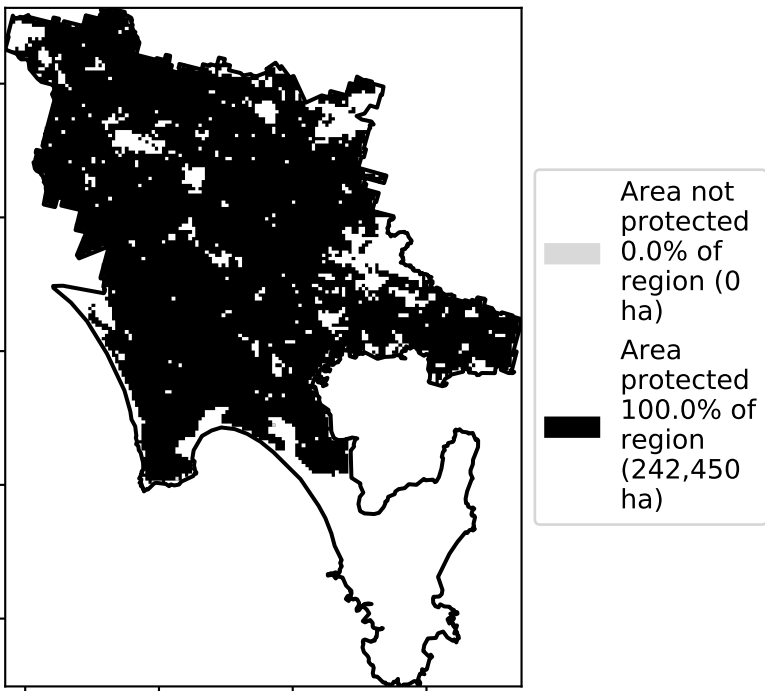 Area not
protected
0.0% of
region (0
ha)
Area
protected
100.0% of
region
(242,450
ha)